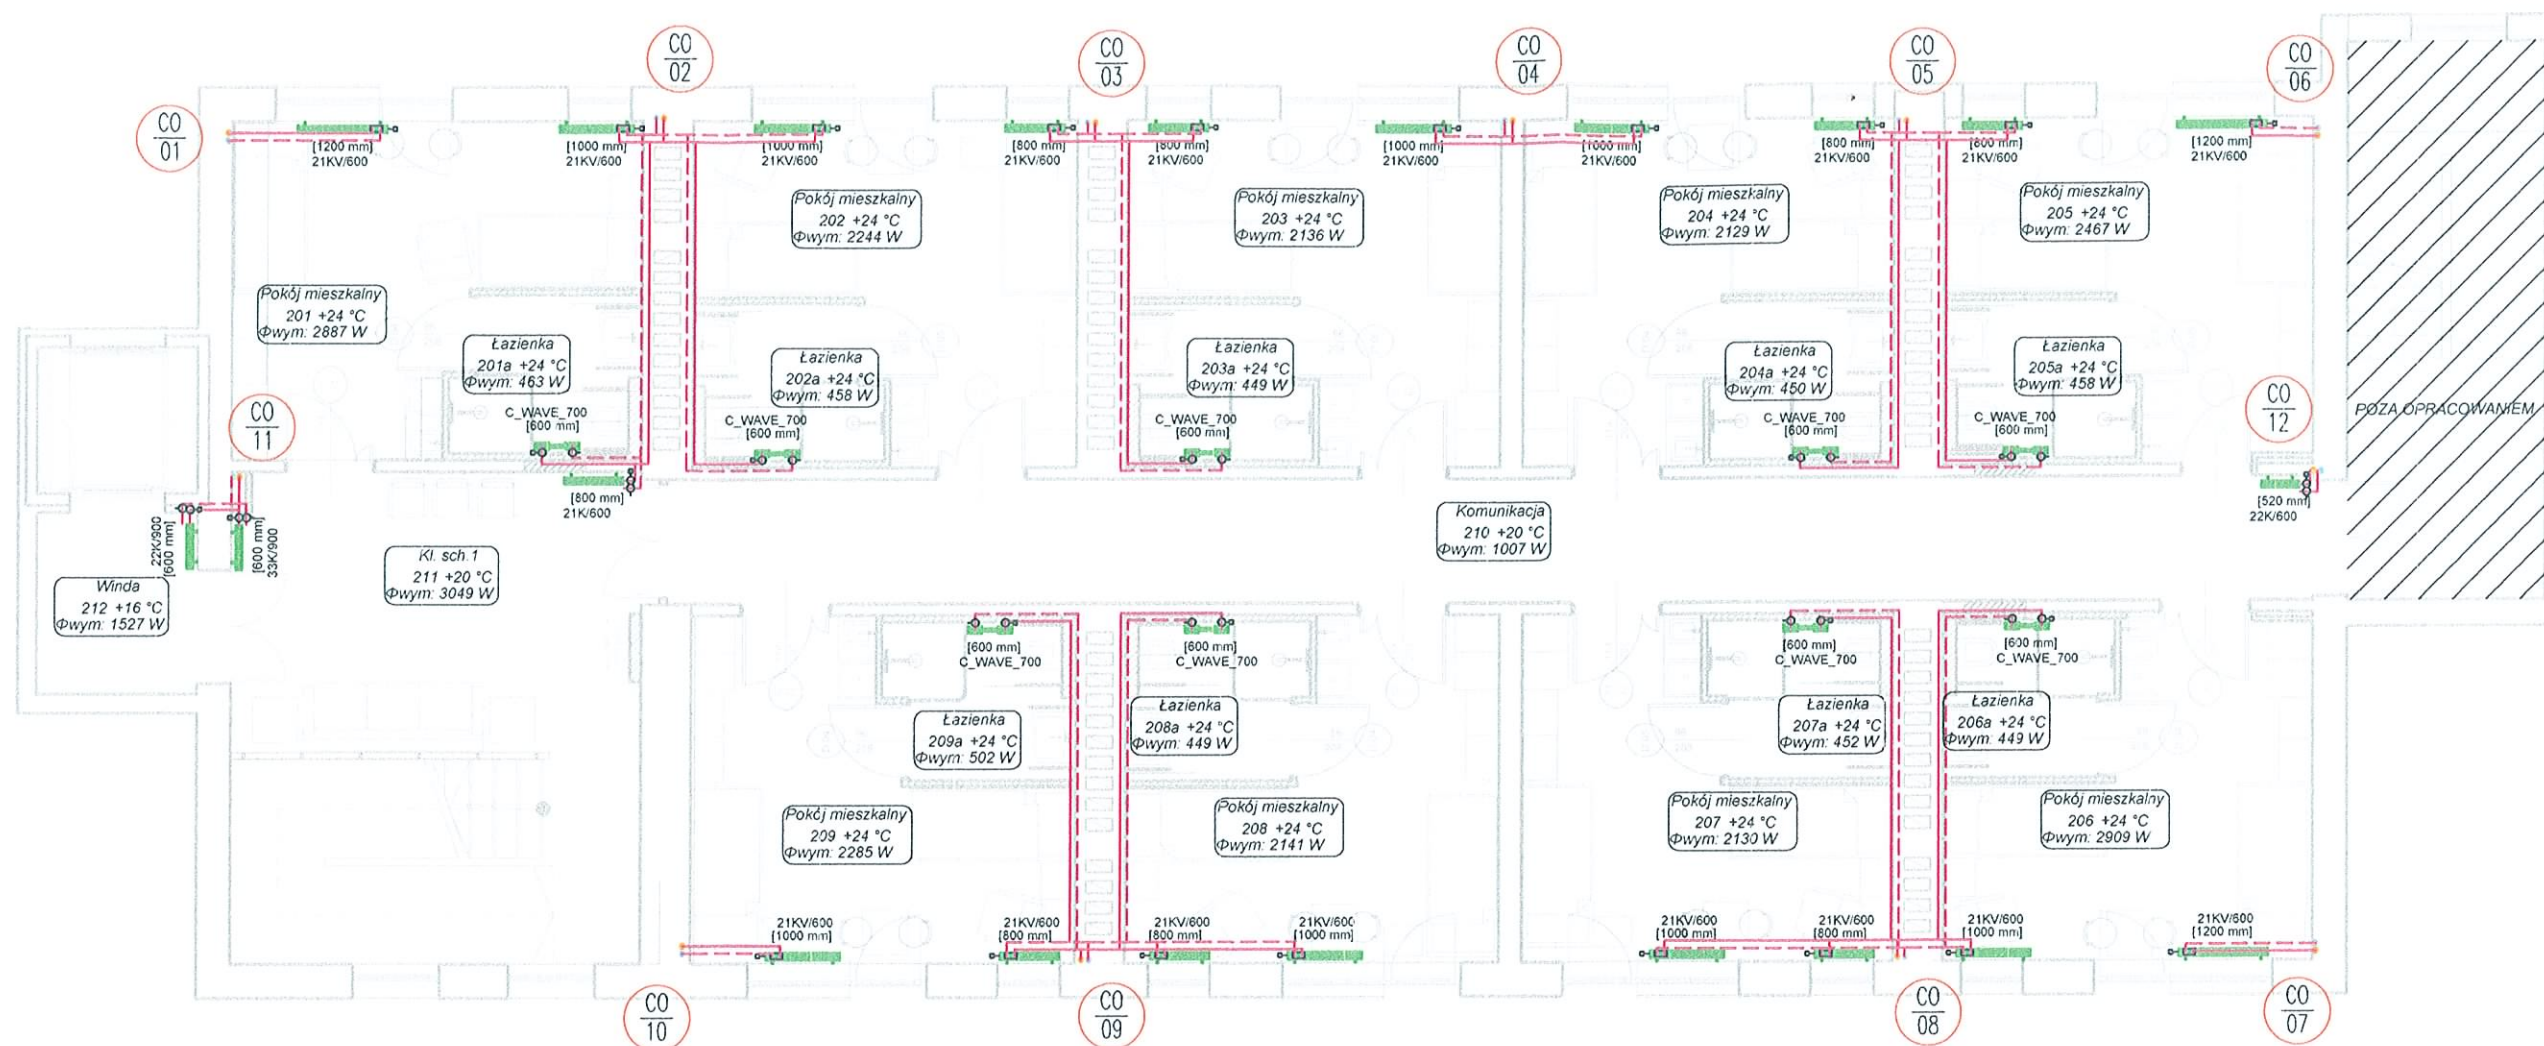 CO
01
CO
02
CO
03
CO
04
CO
05
CO
06
[1200 mm]
21KV/600
[1000 mm]
21KV/600
[1000 mm]
21KV/600
[800 mm]
21KV/600
[800 mm]
21KV/600
[1000 mm]
21KV/600
[1000 mm]
21KV/600
[800 mm]
21KV/600
[800 mm]
21KV/600
[1200 mm]
21KV/600
Pokój mieszkalny
201 +24 °C
Φwym: 2887 W
Pokój mieszkalny
202 +24 °C
Φwym: 2244 W
Pokój mieszkalny
203 +24 °C
Φwym: 2136 W
Pokój mieszkalny
204 +24 °C
Φwym: 2129 W
Pokój mieszkalny
205 +24 °C
Φwym: 2467 W
Łazienka
201a +24 °C
Φwym: 463 W
Łazienka
202a +24 °C
Φwym: 458 W
Łazienka
203a +24 °C
Φwym: 449 W
Łazienka
204a +24 °C
Φwym: 450 W
Łazienka
205a +24 °C
Φwym: 458 W
C_WAVE_700
[600 mm]
C_WAVE_700
[600 mm]
C_WAVE_700
[600 mm]
C_WAVE_700
[600 mm]
C_WAVE_700
[600 mm]
CO
11
CO
12
POZA OPRACOWANIEM
[800 mm]
21K/600
[520 mm]
22K/600
22K/900
[600 mm]
[600 mm]
33K/900
Winda
212 +16 °C
Φwym: 1527 W
Kl. sch.1
211 +20 °C
Φwym: 3049 W
Komunikacja
210 +20 °C
Φwym: 1007 W
[600 mm]
C_WAVE_700
[600 mm]
C_WAVE_700
[600 mm]
C_WAVE_700
[600 mm]
C_WAVE_700
Łazienka
209a +24 °C
Φwym: 502 W
Łazienka
208a +24 °C
Φwym: 449 W
Łazienka
207a +24 °C
Φwym: 452 W
Łazienka
206a +24 °C
Φwym: 449 W
Pokój mieszkalny
209 +24 °C
Φwym: 2285 W
Pokój mieszkalny
208 +24 °C
Φwym: 2141 W
Pokój mieszkalny
207 +24 °C
Φwym: 2130 W
Pokój mieszkalny
206 +24 °C
Φwym: 2909 W
21KV/600
[1000 mm]
21KV/600
[800 mm]
21KV/600
[800 mm]
21KV/600
[1000 mm]
21KV/600
[1000 mm]
21KV/600
[800 mm]
21KV/600
[1000 mm]
21KV/600
[1200 mm]
CO
10
CO
09
CO
08
CO
07